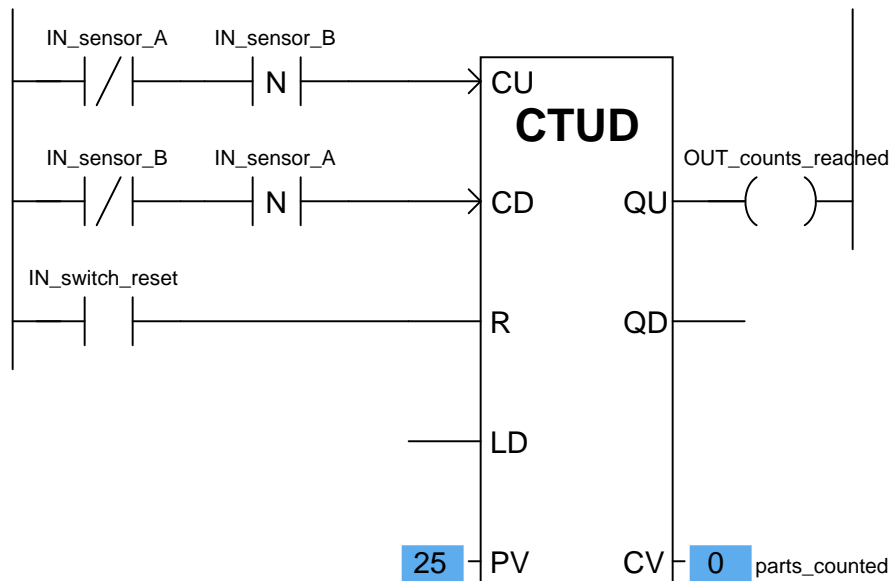 IN_sensor_A IN_sensor_B
N CU
CTUD
IN_sensor_B IN_sensor_A OUT_counts_reached
N CD QU
IN_switch_reset
R QD
LD
25 PV CV 0 parts_counted